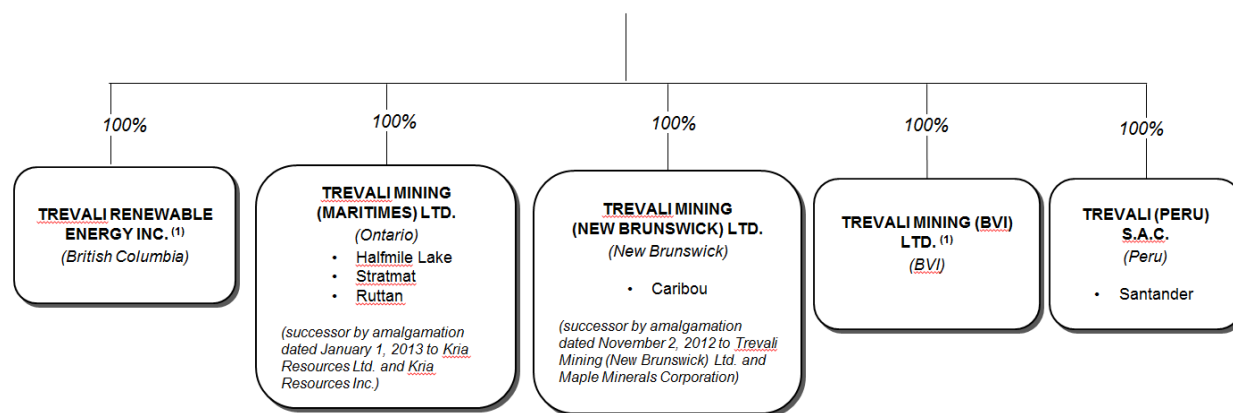 100%
100%
100%
100%
100%
TREVALI RENEWABLE
ENERGY INC. (1)
(British Columbia)
TREVALI MINING
(MARITIMES) LTD.
(Ontario)
• Halfmile Lake
• Stratmat
• Ruttan
(successor by amalgamation
dated January 1, 2013 to Kria
Resources Ltd. and Kria
Resources Inc.)
TREVALI MINING
(NEW BRUNSWICK) LTD.
(New Brunswick)
• Caribou
(successor by amalgamation
dated November 2, 2012 to Trevali
Mining (New Brunswick) Ltd. and
Maple Minerals Corporation)
TREVALI MINING (BVI)
LTD. (1)
(BVI)
TREVALI (PERU)
S.A.C.
(Peru)
• Santander